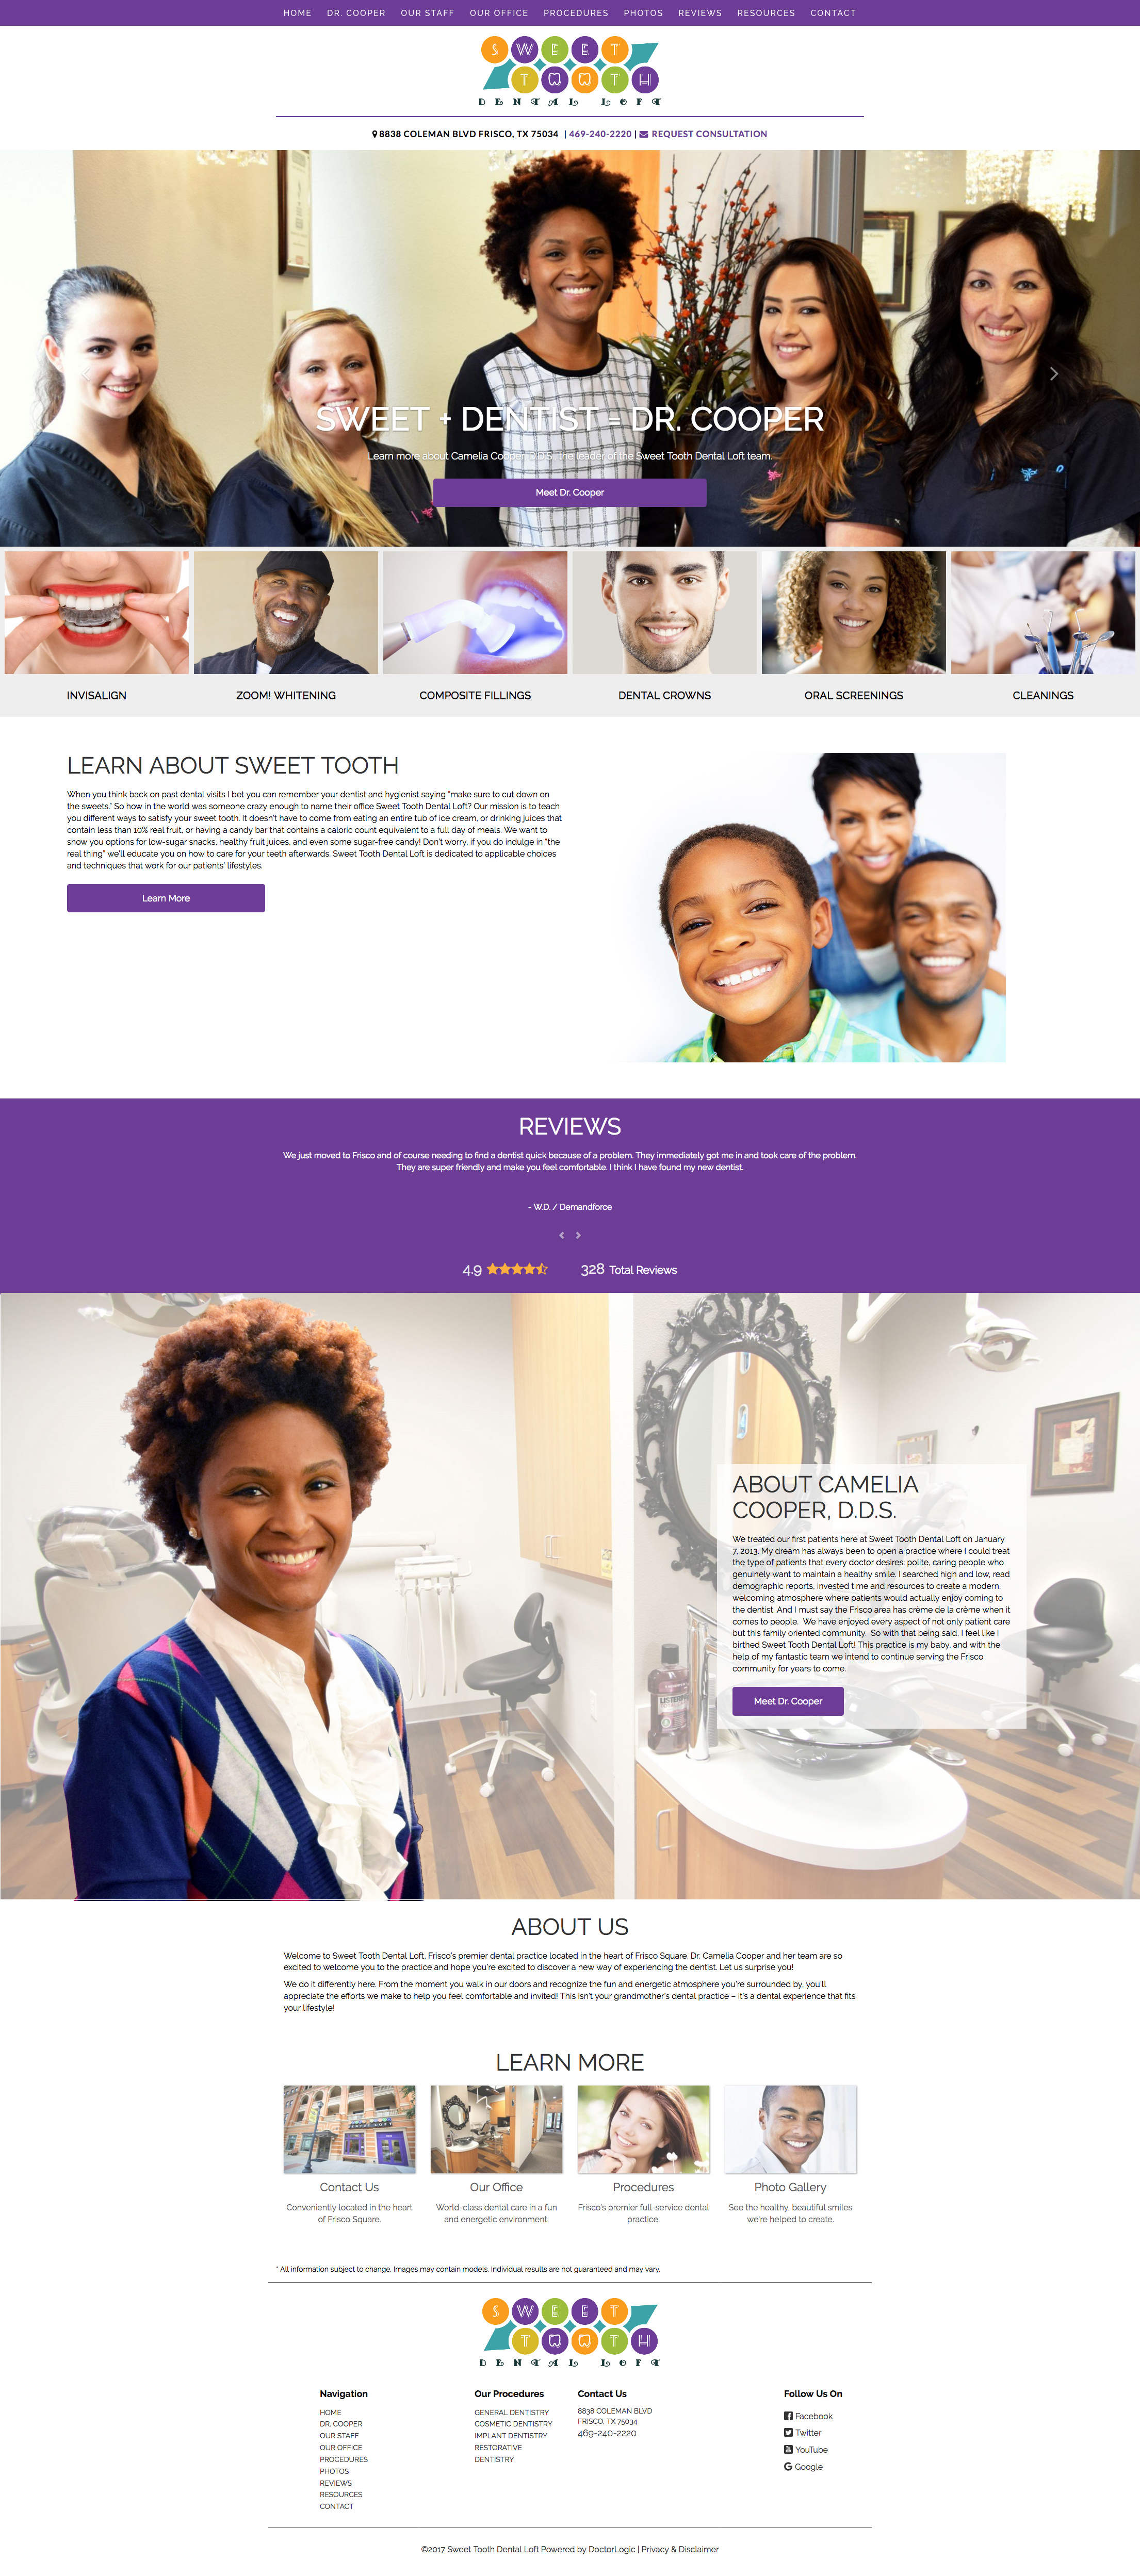 HOME DR. COOPER OUR STAFF OUR OFFICE PROCEDURES PHOTOS REVIEWS RESOURCES CONTACT
SWEET
TOOTH
DENTAL LOFT
8838 COLEMAN BLVD FRISCO, TX 75034 | 469-240-2220 | REQUEST CONSULTATION
SWEET + DENTIST = DR. COOPER
Learn more about Camelia Cooper D.D.S., the leader of the Sweet Tooth Dental Loft team.
Meet Dr. Cooper
INVISALIGN ZOOM! WHITENING COMPOSITE FILLINGS DENTAL CROWNS ORAL SCREENINGS CLEANINGS
LEARN ABOUT SWEET TOOTH
When you think back on past dental visits I bet you can remember your dentist and hygienist saying "make sure to cut down on
the sweets." So how in the world was someone crazy enough to name their office Sweet Tooth Dental Loft? Our mission is to teach
you different ways to satisfy your sweet tooth. It doesn't have to come from eating an entire tub of ice cream, or drinking juices that
contain less than 10% real fruit, or having a candy bar that contains a caloric count equivalent to a full day of meals. We want to
show you options for low-sugar snacks, healthy fruit juices, and even some sugar-free candy! Don't worry, if you do indulge in "the
real thing" we'll educate you on how to care for your teeth afterwards. Sweet Tooth Dental Loft is dedicated to applicable choices
and techniques that work for our patients' lifestyles.
Learn More
REVIEWS
We just moved to Frisco and of course needing to find a dentist quick because of a problem. They immediately got me in and took care of the problem.
They are super friendly and make you feel comfortable. I think I have found my new dentist.
- W.D. / Demandforce
4.9 328 Total Reviews
ABOUT CAMELIA
COOPER, D.D.S.
We treated our first patients here at Sweet Tooth Dental Loft on January
7, 2013. My dream has always been to open a practice where I could treat
the type of patients that every doctor desires: polite, caring people who
genuinely want to maintain a healthy smile. I searched high and low, read
demographic reports, invested time and resources to create a modern,
welcoming atmosphere where patients would actually enjoy coming to
the dentist. And I must say the Frisco area has crème de la crème when it
comes to people. We have enjoyed every aspect of not only patient care
but this family oriented community. So with that being said, I feel like I
birthed Sweet Tooth Dental Loft! This practice is my baby, and with the
help of my fantastic team we intend to continue serving the Frisco
community for years to come.
Meet Dr. Cooper
ABOUT US
Welcome to Sweet Tooth Dental Loft, Frisco's premier dental practice located in the heart of Frisco Square. Dr. Camelia Cooper and her team are so
excited to welcome you to the practice and hope you're excited to discover a new way of experiencing the dentist. Let us surprise you!
We do it differently here. From the moment you walk in our doors and recognize the fun and energetic atmosphere you're surrounded by, you'll
appreciate the efforts we make to help you feel comfortable and invited! This isn't your grandmother's dental practice – it's a dental experience that fits
your lifestyle!
LEARN MORE
Contact Us
Conveniently located in the heart
of Frisco Square.
Our Office
World-class dental care in a fun
and energetic environment.
Procedures
Frisco's premier full-service dental
practice.
Photo Gallery
See the healthy, beautiful smiles
we're helped to create.
* All information subject to change. Images may contain models. Individual results are not guaranteed and may vary.
SWEET
TOOTH
DENTAL LOFT
Navigation
HOME
DR. COOPER
OUR STAFF
OUR OFFICE
PROCEDURES
PHOTOS
REVIEWS
RESOURCES
CONTACT
Our Procedures
GENERAL DENTISTRY
COSMETIC DENTISTRY
IMPLANT DENTISTRY
RESTORATIVE
DENTISTRY
Contact Us
8838 COLEMAN BLVD
FRISCO, TX 75034
469-240-2220
Follow Us On
Facebook
Twitter
YouTube
Google
©2017 Sweet Tooth Dental Loft Powered by DoctorLogic | Privacy & Disclaimer